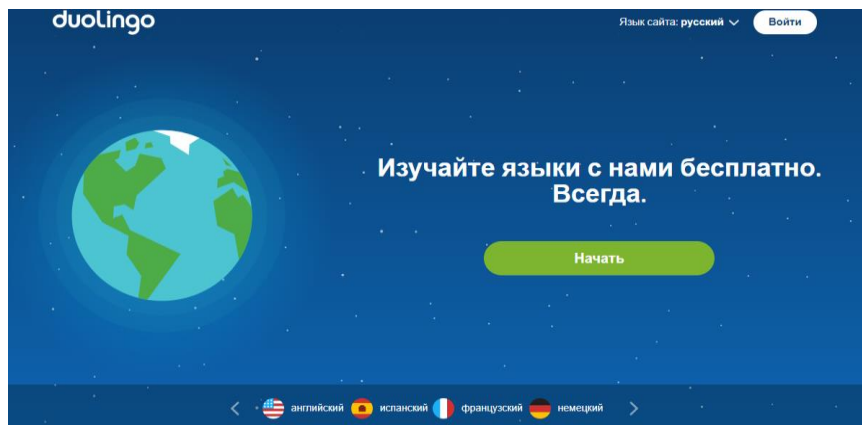 duolingo
Язык сайта: русский
Войти
Изучайте языки с нами бесплатно.
Всегда.
Начать
английский испанский французский немецкий